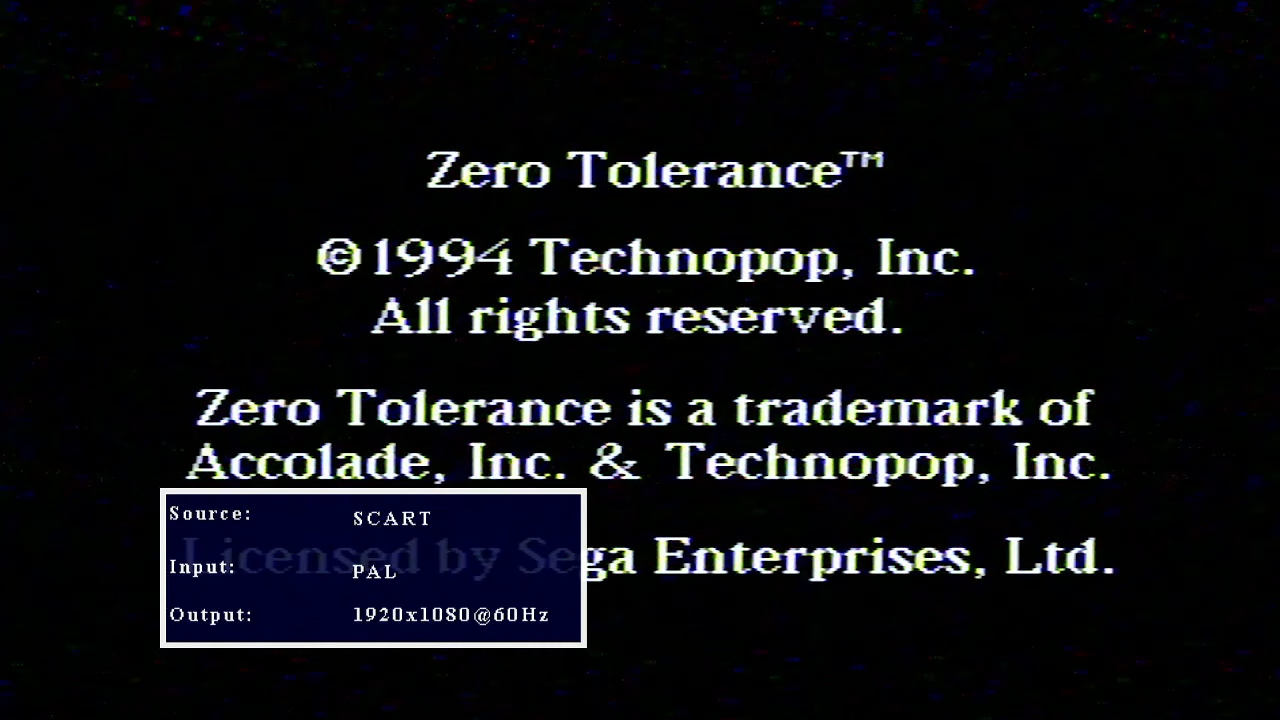 Zero Tolerance™
©1994 Technopop, Inc.
All rights reserved.
Zero Tolerance is a trademark of
Accolade, Inc. & Technopop, Inc.
Licensed by Sega Enterprises, Ltd.
Source: SCART
Input: PAL
Output: 1920x1080@60Hz